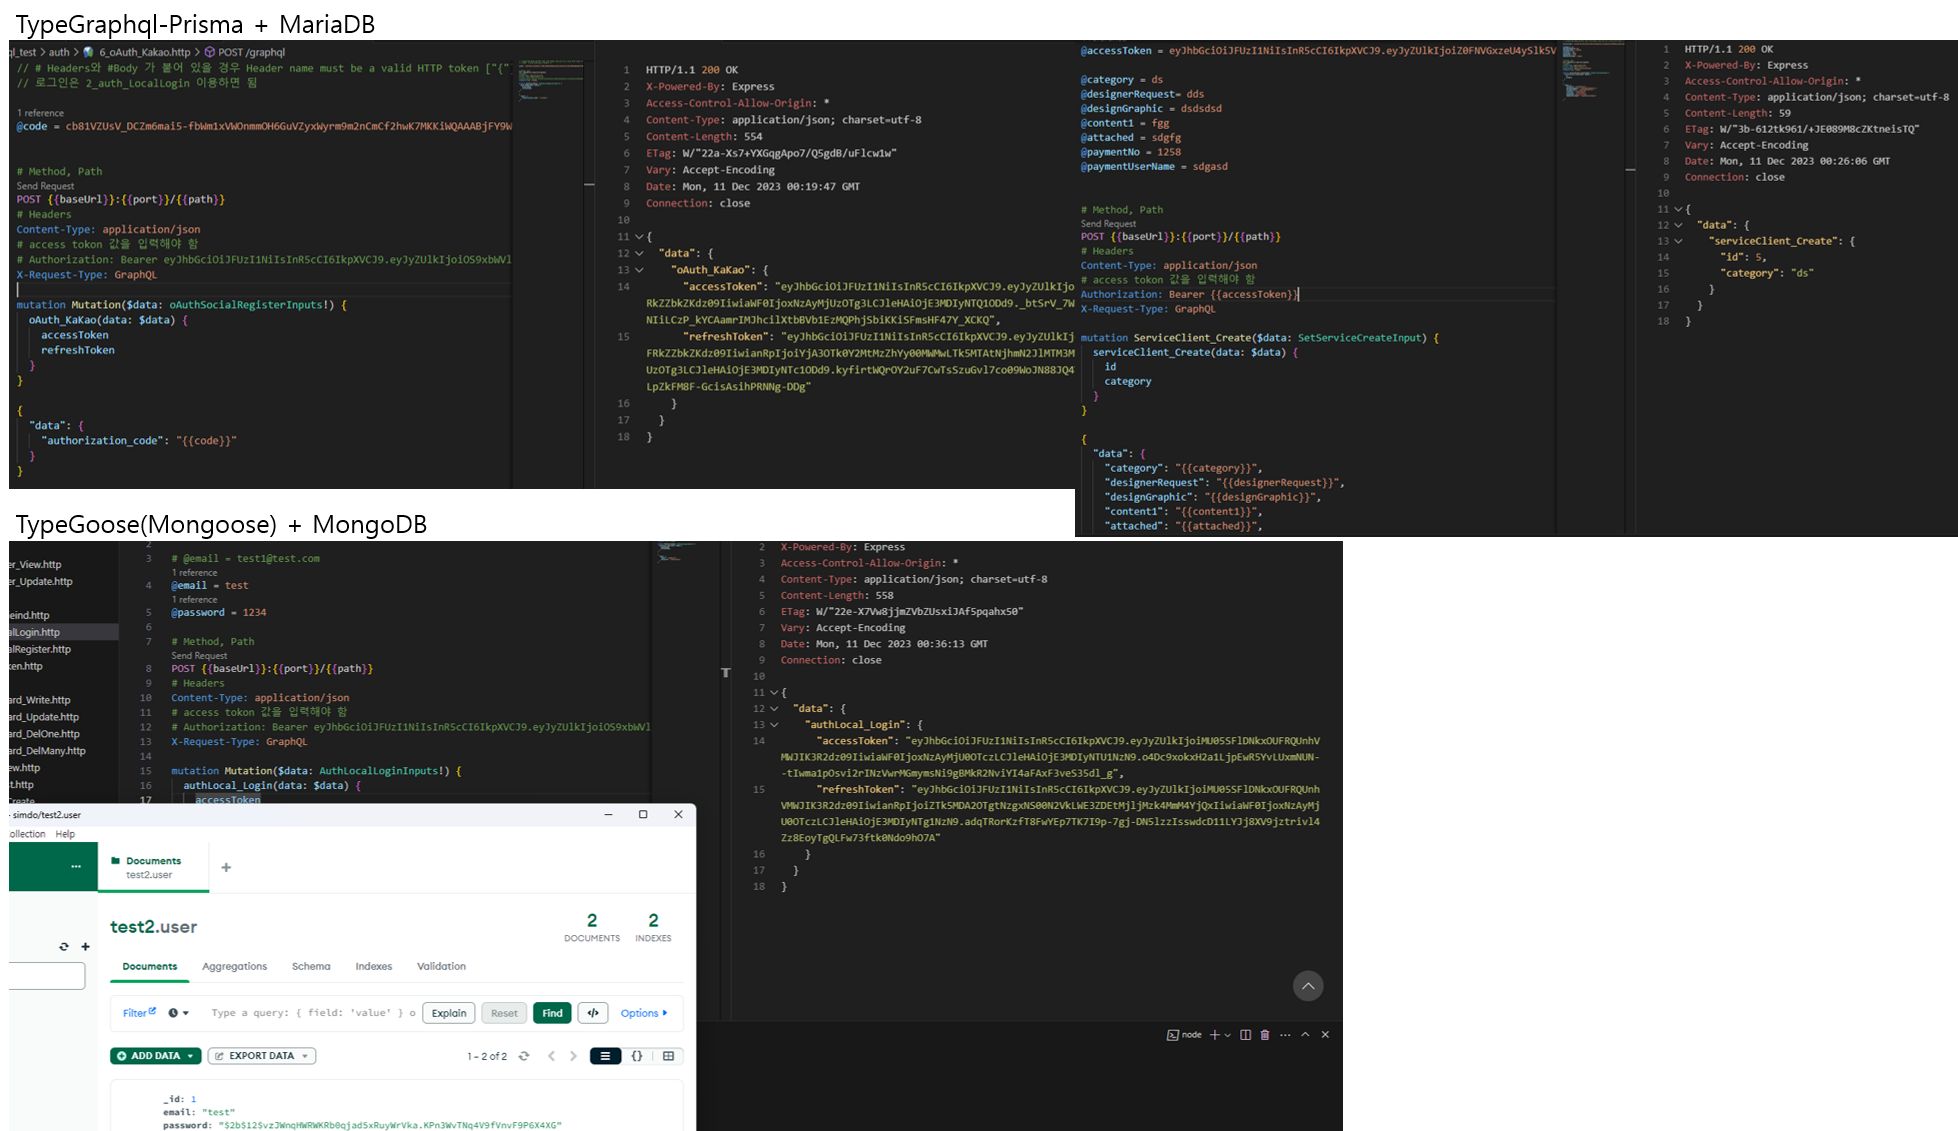 TypeGraphql-Prisma + MariaDB
ql_test > auth > 6_oAuth_Kakao.http > POST /graphql
// # Headers와 #Body 가 붙어 있을 경우 Header name must be a valid HTTP token ["{"
// 로그인은 2_auth_LocalLogin 이용하면 됨
1 reference
@code = cb81VZUsV_DCZm6mai5-fbWm1xVWOnmmOH6GuVZyxWyrm9m2nCmCf2hwK7MKKiWQAAABjFY9W
# Method, Path
Send Request
POST {{baseUrl}}:{{port}}/{{path}}
# Headers
Content-Type: application/json
# access tokon 값을 입력해야 함
# Authorization: Bearer eyJhbGciOiJFUzI1NiIsInR5cCI6IkpXVCJ9.eyJyZUlkIjoiOS9xbWVl
X-Request-Type: GraphQL
mutation Mutation($data: oAuthSocialRegisterInputs!) {
oAuth_KaKao(data: $data) {
accessToken
refreshToken
}
}
{
"data": {
"authorization_code": "{{code}}"
}
}
1 HTTP/1.1 200 OK
2 X-Powered-By: Express
3 Access-Control-Allow-Origin: *
4 Content-Type: application/json; charset=utf-8
5 Content-Length: 554
6 ETag: W/"22a-Xs7+YXGqgApo7/Q5gdB/uFlcw1w"
7 Vary: Accept-Encoding
8 Date: Mon, 11 Dec 2023 00:19:47 GMT
9 Connection: close
10
11 {
12 "data": {
13 "oAuth_KaKao": {
14 "accessToken": "eyJhbGciOiJFUzI1NiIsInR5cCI6IkpXVCJ9.eyJyZUlkIjo
RkZZbkZKdz09IiwiaWF0IjoxNzAyMjUzOTg3LCJleHAiOjE3MDIyNTQ1ODd9._btSrV_7W
NIiLCzP_kYCAamrIMJhcilXtbBVb1EzMQPhjSbiKKiSFmsHF47Y_XCKQ",
15 "refreshToken": "eyJhbGciOiJFUzI1NiIsInR5cCI6IkpXVCJ9.eyJyZUlkIj
FRkZZbkZKdz09IiwianRpIjoiYjA3OTk0Y2MtMzZhYy00MWMwLTk5MTAtNjhmN2JlMTM3M
UzOTg3LCJleHAiOjE3MDIyNTc1ODd9.kyfirtWQrOY2uF7CwTsSzuGvl7co09WoJN88JQ4
LpZkFM8F-GcisAsihPRNNg-DDg"
16 }
17 }
18 }
@accessToken = eyJhbGciOiJFUzI1NiIsInR5cCI6IkpXVCJ9.eyJyZUlkIjoiZ0FNVGxzeU4ySlk5V
@category = ds
@designerRequest= dds
@designGraphic = dsdsdsd
@content1 = fgg
@attached = sdgfg
@paymentNo = 1258
@paymentUserName = sdgasd
# Method, Path
Send Request
POST {{baseUrl}}:{{port}}/{{path}}
# Headers
Content-Type: application/json
# access tokon 값을 입력해야 함
Authorization: Bearer {{accessToken}}
X-Request-Type: GraphQL
mutation ServiceClient_Create($data: SetServiceCreateInput) {
serviceClient_Create(data: $data) {
id
category
}
}
{
"data": {
"category": "{{category}}",
"designerRequest": "{{designerRequest}}",
"designGraphic": "{{designGraphic}}",
"content1": "{{content1}}",
"attached": "{{attached}}",
1 HTTP/1.1 200 OK
2 X-Powered-By: Express
3 Access-Control-Allow-Origin: *
4 Content-Type: application/json; charset=utf-8
5 Content-Length: 59
6 ETag: W/"3b-612tk961/+JE089M8cZKtneisTQ"
7 Vary: Accept-Encoding
8 Date: Mon, 11 Dec 2023 00:26:06 GMT
9 Connection: close
10
11 {
12 "data": {
13 "serviceClient_Create": {
14 "id": 5,
15 "category": "ds"
16 }
17 }
18 }
TypeGoose(Mongoose) + MongoDB
er_View.http
er_Update.http
eind.http
alLogin.http
alRegister.http
ken.http
ard_Write.http
ard_Update.http
ard_DelOne.http
ard_DelMany.http
ew.http
t.http
Create
2
3 # @email = test1@test.com
1 reference
4 @email = test
1 reference
5 @password = 1234
6
7 # Method, Path
Send Request
8 POST {{baseUrl}}:{{port}}/{{path}}
9 # Headers
10 Content-Type: application/json
11 # access tokon 값을 입력해야 함
12 # Authorization: Bearer eyJhbGciOiJFUzI1NiIsInR5cCI6IkpXVCJ9.eyJyZUlkIjoiOS9xbWVl
13 X-Request-Type: GraphQL
14
15 mutation Mutation($data: AuthLocalLoginInputs!) {
16 authLocal_Login(data: $data) {
17 accessToken
2 X-Powered-By: Express
3 Access-Control-Allow-Origin: *
4 Content-Type: application/json; charset=utf-8
5 Content-Length: 558
6 ETag: W/"22e-X7Vw8jjmZVbZUsxiJAf5pqahx50"
7 Vary: Accept-Encoding
8 Date: Mon, 11 Dec 2023 00:36:13 GMT
9 Connection: close
10
11 {
12 "data": {
13 "authLocal_Login": {
14 "accessToken": "eyJhbGciOiJFUzI1NiIsInR5cCI6IkpXVCJ9.eyJyZUlkIjoiMU05SFlDNkxOUFRQUnhV
MWJIK3R2dz09IiwiaWF0IjoxNzAyMjU0OTczLCJleHAiOjE3MDIyNTU1NzN9.o4Dc9xokxH2a1LjpEwR5YvLUxmNUN-
-tIwma1pOsvi2rINzVwrMGmymsNi9gBMkR2NviYI4aFAxF3veS35dl_g",
15 "refreshToken": "eyJhbGciOiJFUzI1NiIsInR5cCI6IkpXVCJ9.eyJyZUlkIjoiMU05SFlDNkxOUFRQUnh
VMWJIK3R2dz09IiwianRpIjoiZTk5MDA2OTgtNzgxNS00N2VkLWE3ZDEtMjljMzk4MmM4YjQxIiwiaWF0IjoxNzAyMj
U0OTczLCJleHAiOjE3MDIyNTg1NzN9.adqTRorKzfT8FwYEp7TK7I9p-7gj-DN5lzzIsswdcD11LYJj8XV9jztrivl4
Zz8EoyTgQLFw73ftk0Ndo9hO7A"
16 }
17 }
18 }
node
- simdo/test2.user
ollection Help
Documents
test2.user
test2.user
2
DOCUMENTS
2
INDEXES
Documents Aggregations Schema Indexes Validation
Filter Type a query: { field: 'value' } o Explain Reset Find </> Options
ADD DATA EXPORT DATA 1 – 2 of 2 {}
_id: 1
email: "test"
password: "$2b$12$vzJWnqHWRWKRb0qjad5xRuyWrVka.KPn3WvTNq4V9fVnvF9P6X4XG"